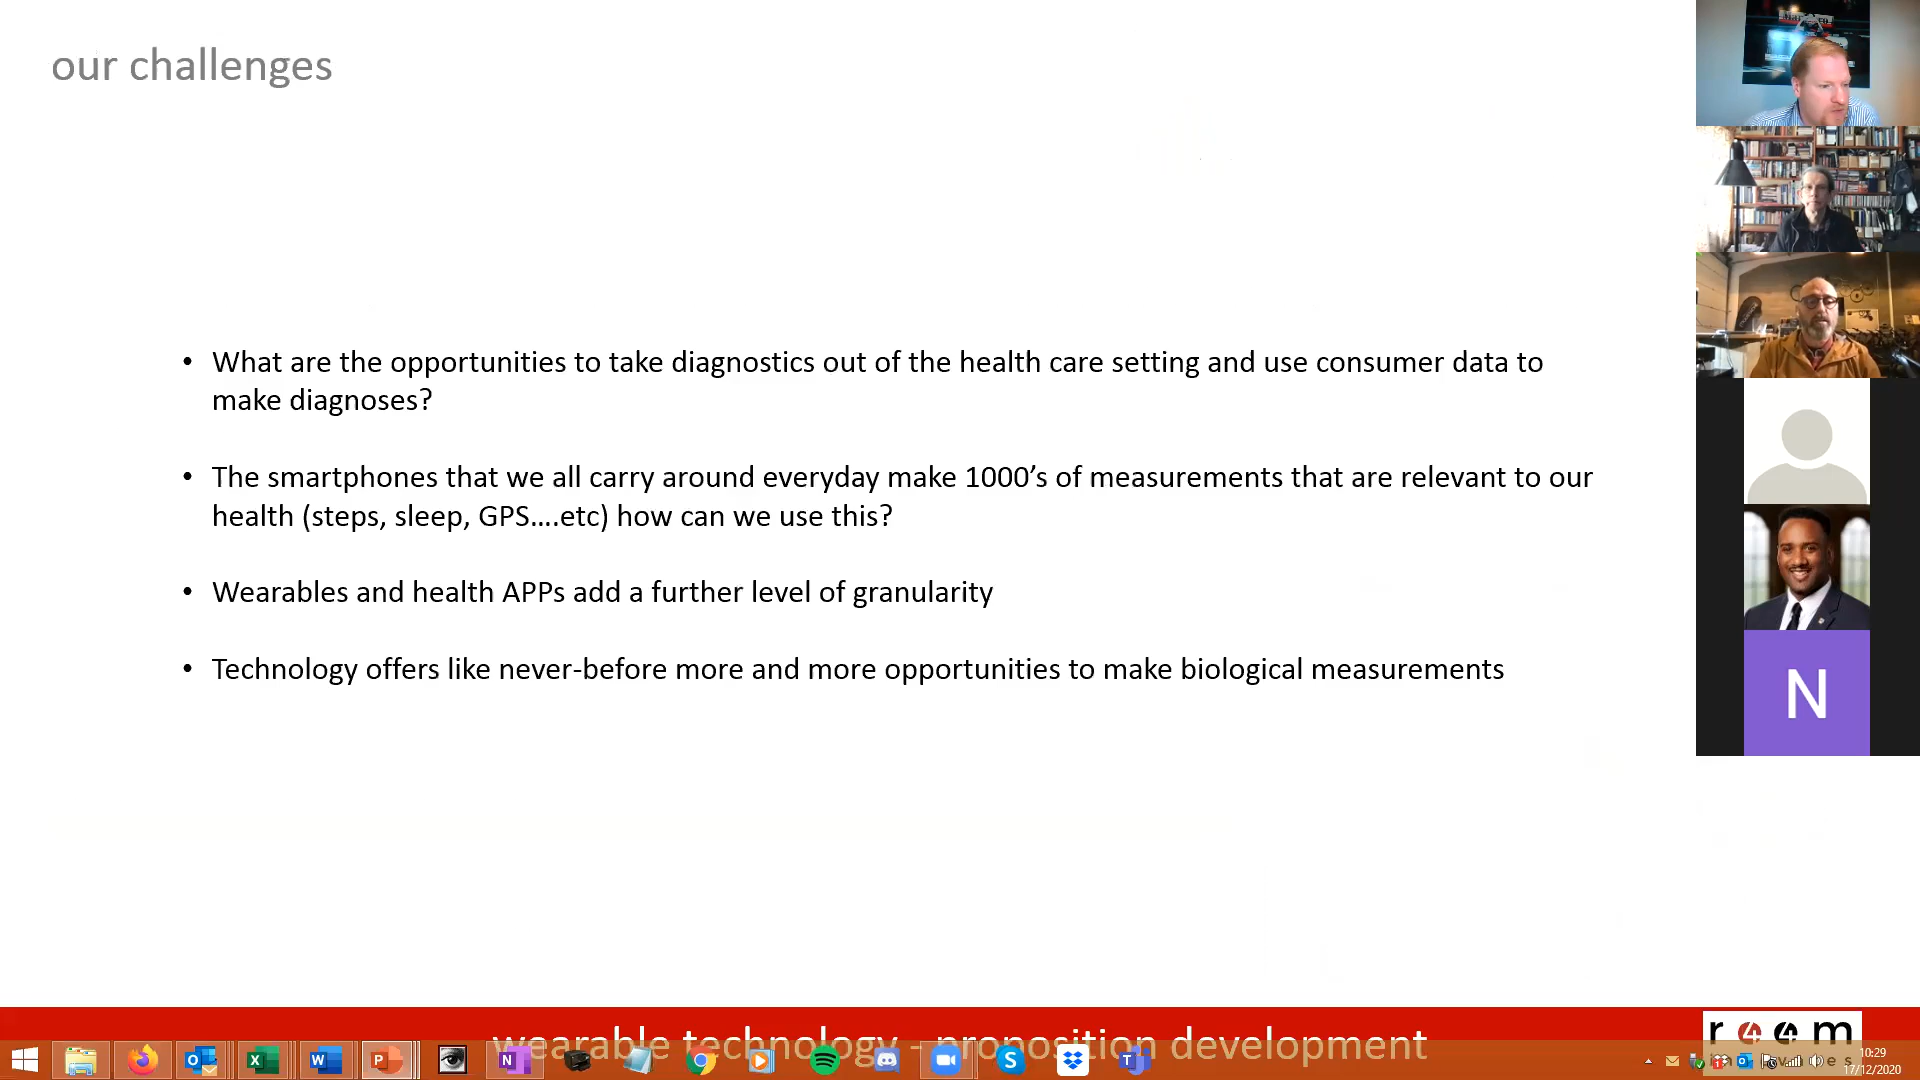 our challenges
• What are the opportunities to take diagnostics out of the health care setting and use consumer data to
make diagnoses?
• The smartphones that we all carry around everyday make 1000’s of measurements that are relevant to our
health (steps, sleep, GPS….etc) how can we use this?
• Wearables and health APPs add a further level of granularity
• Technology offers like never-before more and more opportunities to make biological measurements
N
wearable technology - proposition development
r44m
10:29
17/12/2020